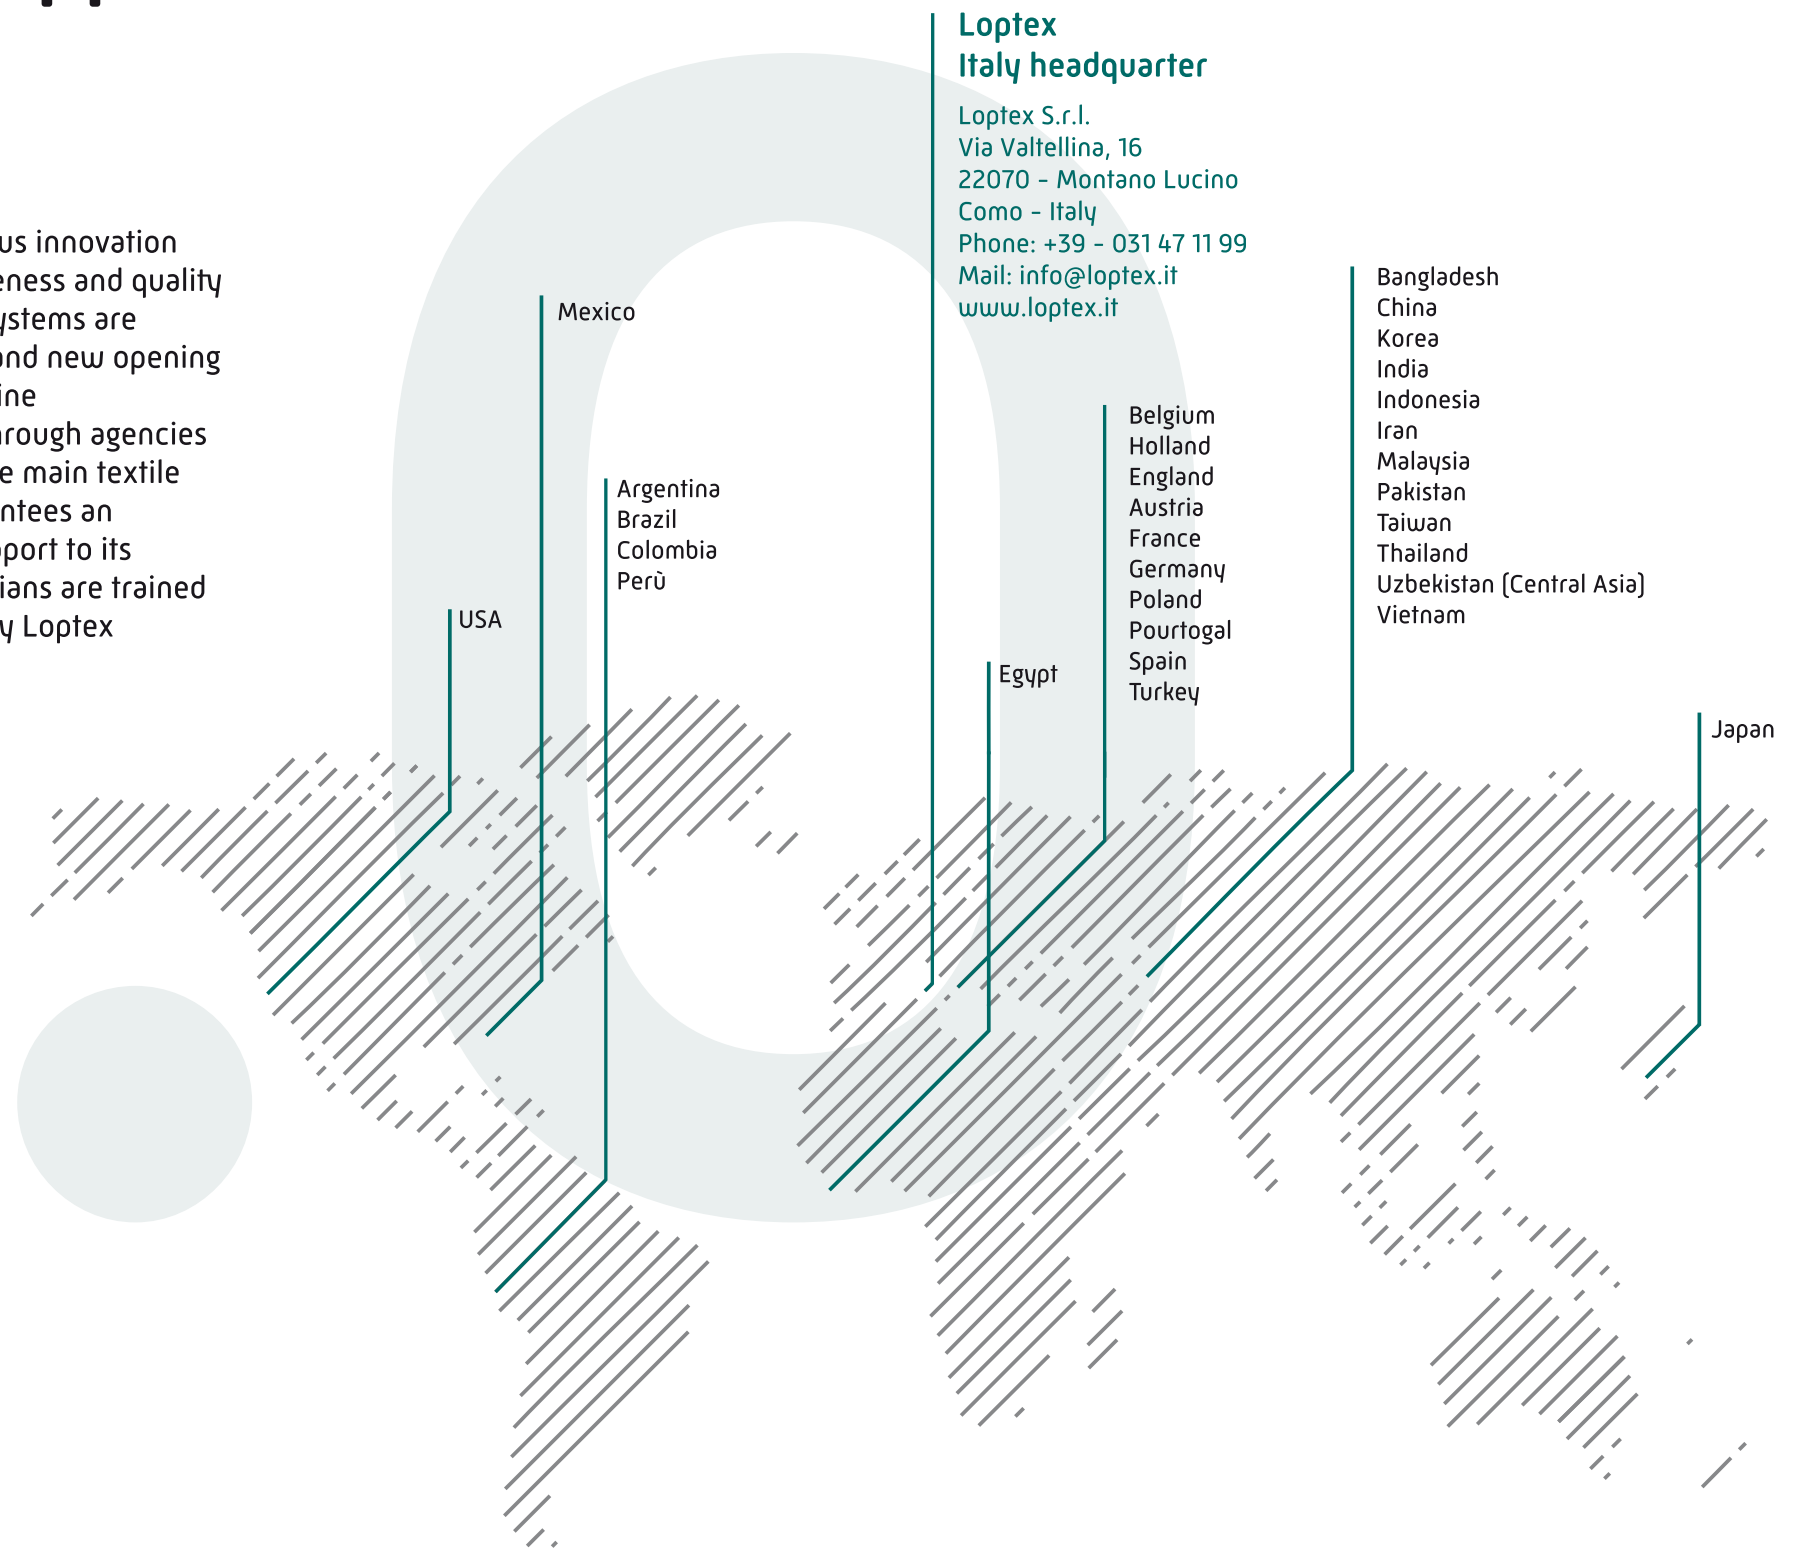 Loptex
Italy headquarter
Loptex S.r.l.
Via Valtellina, 16
22070 - Montano Lucino
Como - Italy
Phone: +39 - 031 47 11 99
Mail: info@loptex.it
www.loptex.it
us innovation
eness and quality
ystems are
and new opening
ine
hrough agencies
e main textile
ntees an
port to its
ians are trained
y Loptex
USA
Mexico
Argentina
Brazil
Colombia
Perù
Egypt
Belgium
Holland
England
Austria
France
Germany
Poland
Pourtogal
Spain
Turkey
Bangladesh
China
Korea
India
Indonesia
Iran
Malaysia
Pakistan
Taiwan
Thailand
Uzbekistan (Central Asia)
Vietnam
Japan